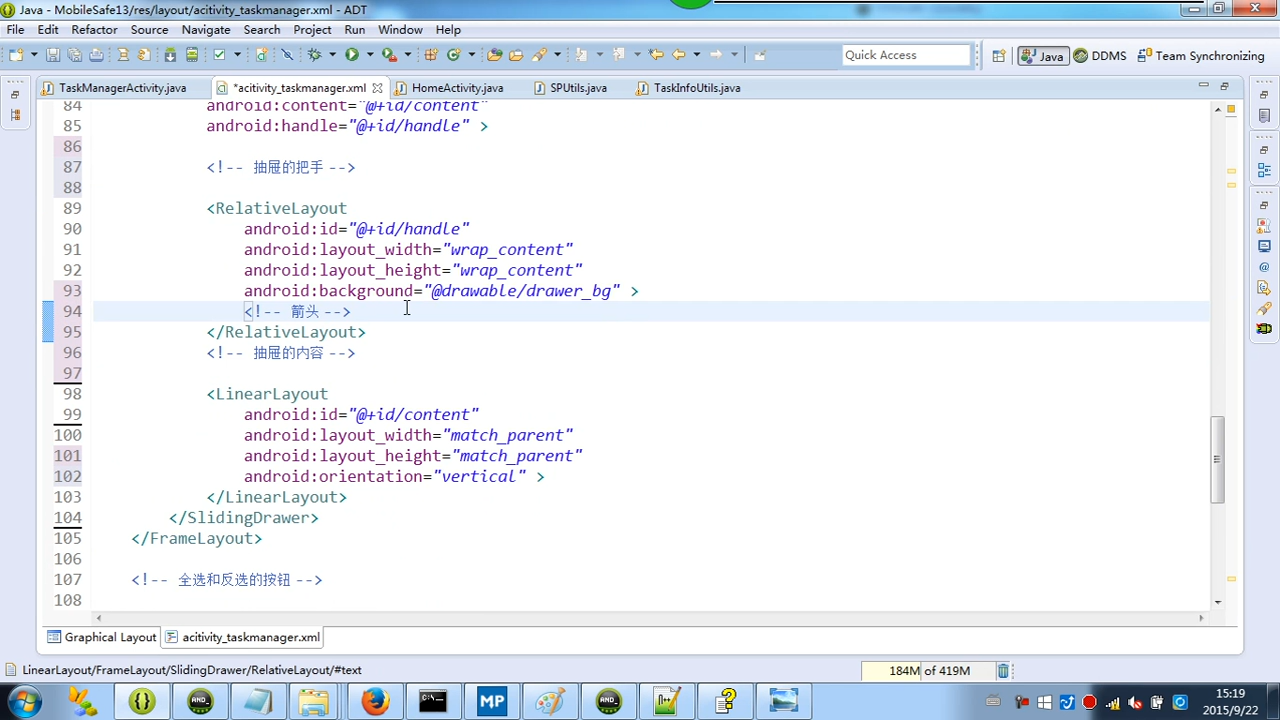 Java - MobileSafe13/res/layout/acitivity_taskmanager.xml - ADT
File Edit Refactor Source Navigate Search Project Run Window Help
Quick Access Java DDMS Team Synchronizing
TaskManagerActivity.java *acitivity_taskmanager.xml HomeActivity.java SPUtils.java TaskInfoUtils.java
84 android:content="@+id/content"
85 android:handle="@+id/handle" >
86
87 <!-- 抽屉的把手 -->
88
89 <RelativeLayout
90 android:id="@+id/handle"
91 android:layout_width="wrap_content"
92 android:layout_height="wrap_content"
93 android:background="@drawable/drawer_bg" >
94 <!-- 箭头 -->
95 </RelativeLayout>
96 <!-- 抽屉的内容 -->
97
98 <LinearLayout
99 android:id="@+id/content"
100 android:layout_width="match_parent"
101 android:layout_height="match_parent"
102 android:orientation="vertical" >
103 </LinearLayout>
104 </SlidingDrawer>
105 </FrameLayout>
106
107 <!-- 全选和反选的按钮 -->
108
Graphical Layout acitivity_taskmanager.xml
LinearLayout/FrameLayout/SlidingDrawer/RelativeLayout/#text 184M of 419M
MP
15:19
2015/9/22